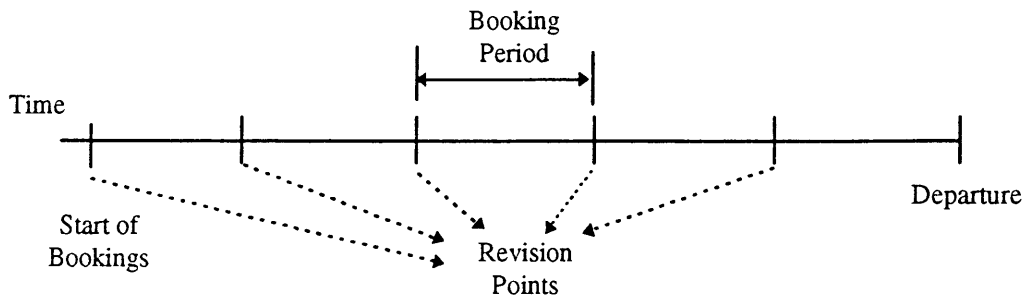 Booking
Period
Time
Departure
Start of
Bookings
Revision
Points